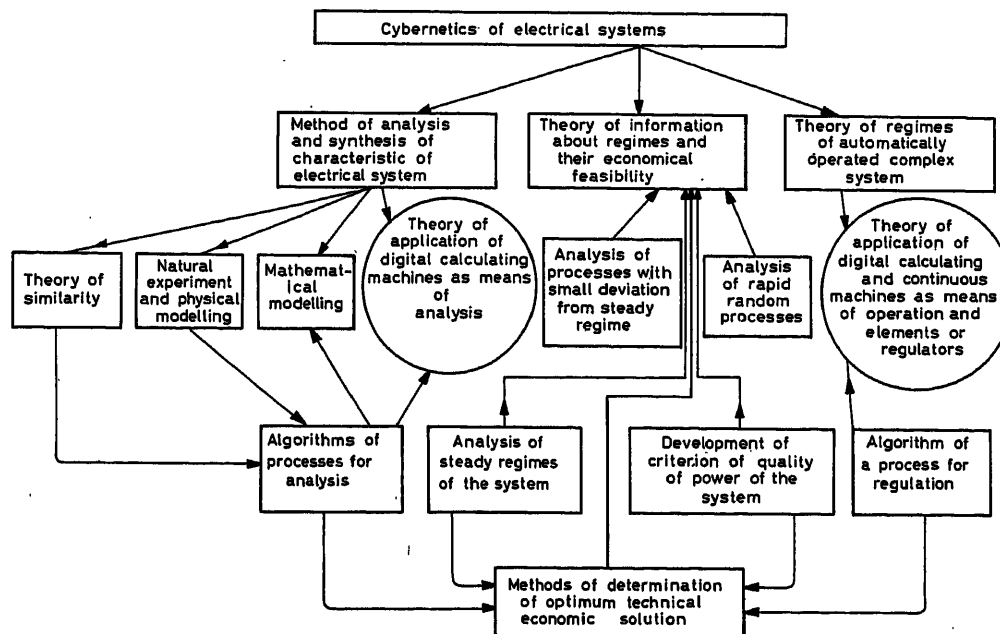 Cybernetics of electrical systems
Method of analysis
and synthesis of
characteristic of
electrical system
Theory of information
about regimes and
their economical
feasibility
Theory of regimes
of automatically
operated complex
system
Theory of
similarity
Natural
experiment
and physical
modelling
Mathemat-
ical
modelling
Theory of
application of
digital calculating
machines as means
of
analysis
Analysis of
processes with
small deviation
from steady
regime
Analysis
of rapid
random
processes
Theory of
application of
digital calculating
and continuous
machines as means
of operation and
elements or
regulators
Algorithms of
processes for
analysis
Analysis of
steady regimes
of the system
Development of
criterion of quality
of power of the
system
Algorithm of
a process for
regulation
Methods of determination
of optimum technical
economic solution